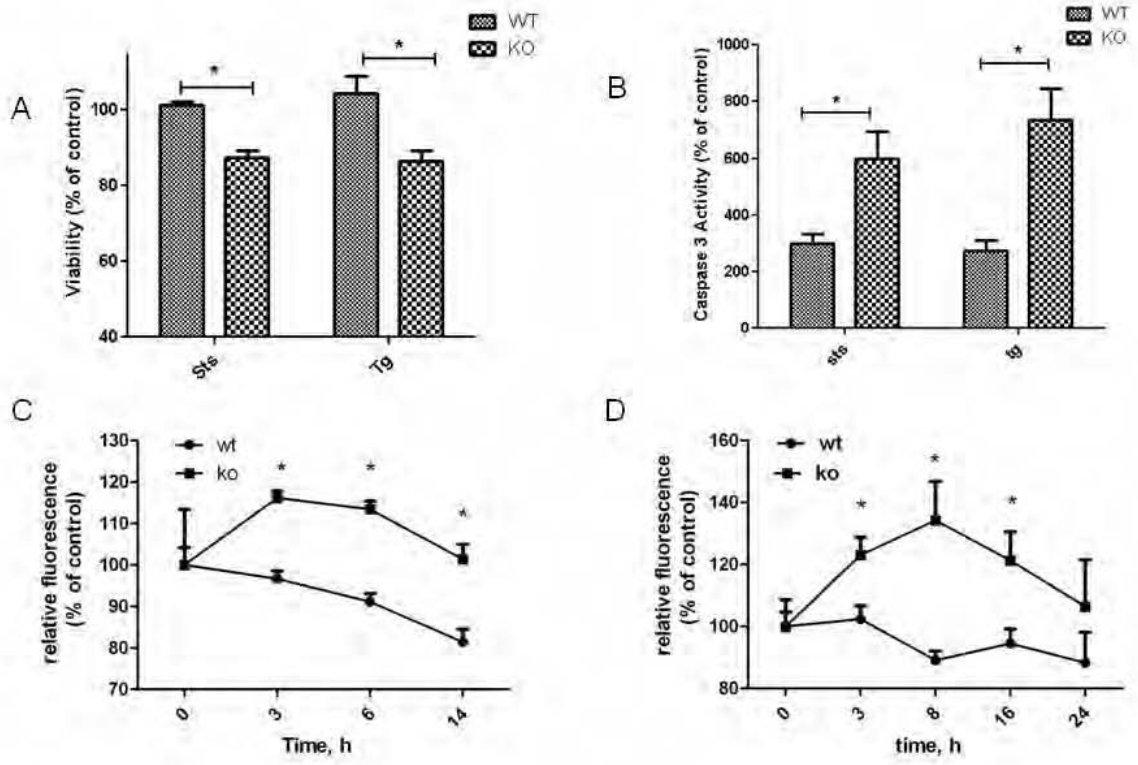 A
WT
KO
*
*
Viability (% of control)
100
80
60
40
Sts
Tg
B
WT
KO
*
*
Caspase 3 Activity (% of control)
1000
800
600
400
200
0
sts
tg
C
wt
ko
* * *
relative fluorescence
(% of control)
130
120
110
100
90
80
70
0 3 6 14
Time, h
D
wt
ko
* * *
relative fluorescence
(% of control)
160
140
120
100
80
0 3 8 16 24
time, h